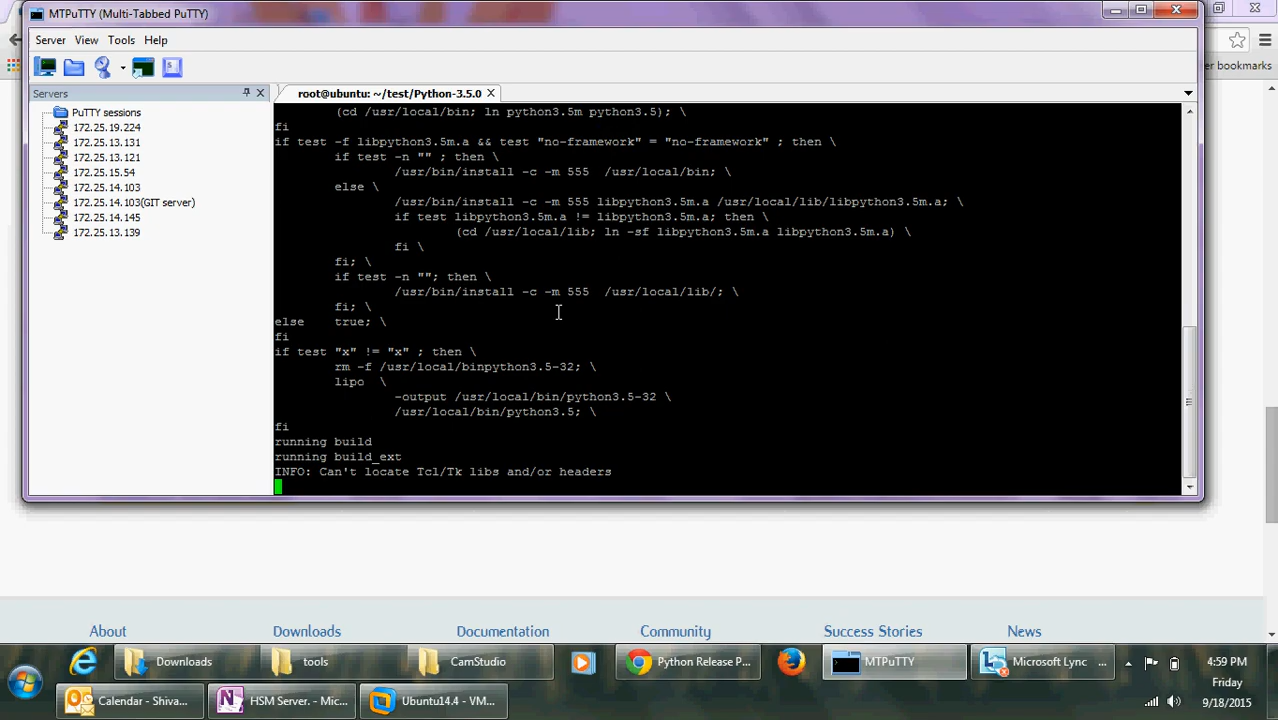 MTPuTTY (Multi-Tabbed PuTTY)
Server View Tools Help
er bookmarks
Servers
root@ubuntu: ~/test/Python-3.5.0
PuTTY sessions
172.25.19.224
172.25.13.131
172.25.13.121
172.25.15.54
172.25.14.103
172.25.14.103(GIT server)
172.25.14.145
172.25.13.139
(cd /usr/local/bin; ln python3.5m python3.5); \
fi
if test -f libpython3.5m.a && test "no-framework" = "no-framework" ; then \
if test -n "" ; then \
/usr/bin/install -c -m 555  /usr/local/bin; \
else \
/usr/bin/install -c -m 555 libpython3.5m.a /usr/local/lib/libpython3.5m.a; \
if test libpython3.5m.a != libpython3.5m.a; then \
(cd /usr/local/lib; ln -sf libpython3.5m.a libpython3.5m.a) \
fi \
fi; \
if test -n ""; then \
/usr/bin/install -c -m 555  /usr/local/lib/; \
fi; \
else    true; \
fi
if test "x" != "x" ; then \
rm -f /usr/local/binpython3.5-32; \
lipo  \
-output /usr/local/bin/python3.5-32 \
/usr/local/bin/python3.5; \
fi
running build
running build_ext
INFO: Can't locate Tcl/Tk libs and/or headers
About Downloads Documentation Community Success Stories News
Downloads tools CamStudio Python Release P... MTPuTTY Microsoft Lync ...
4:59 PM
Friday
9/18/2015
Calendar - Shiva... HSM Server. - Mic... Ubuntu14.4 - VM...